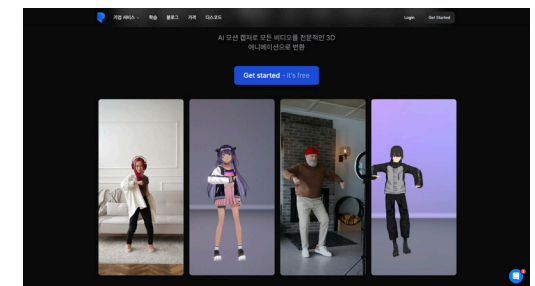 기업 서비스
학습
블로그
가격
디스코드
Login
Get Started
AI 모션 캡처로 모든 비디오를 전문적인 3D
애니메이션으로 변환
Get started - it's free